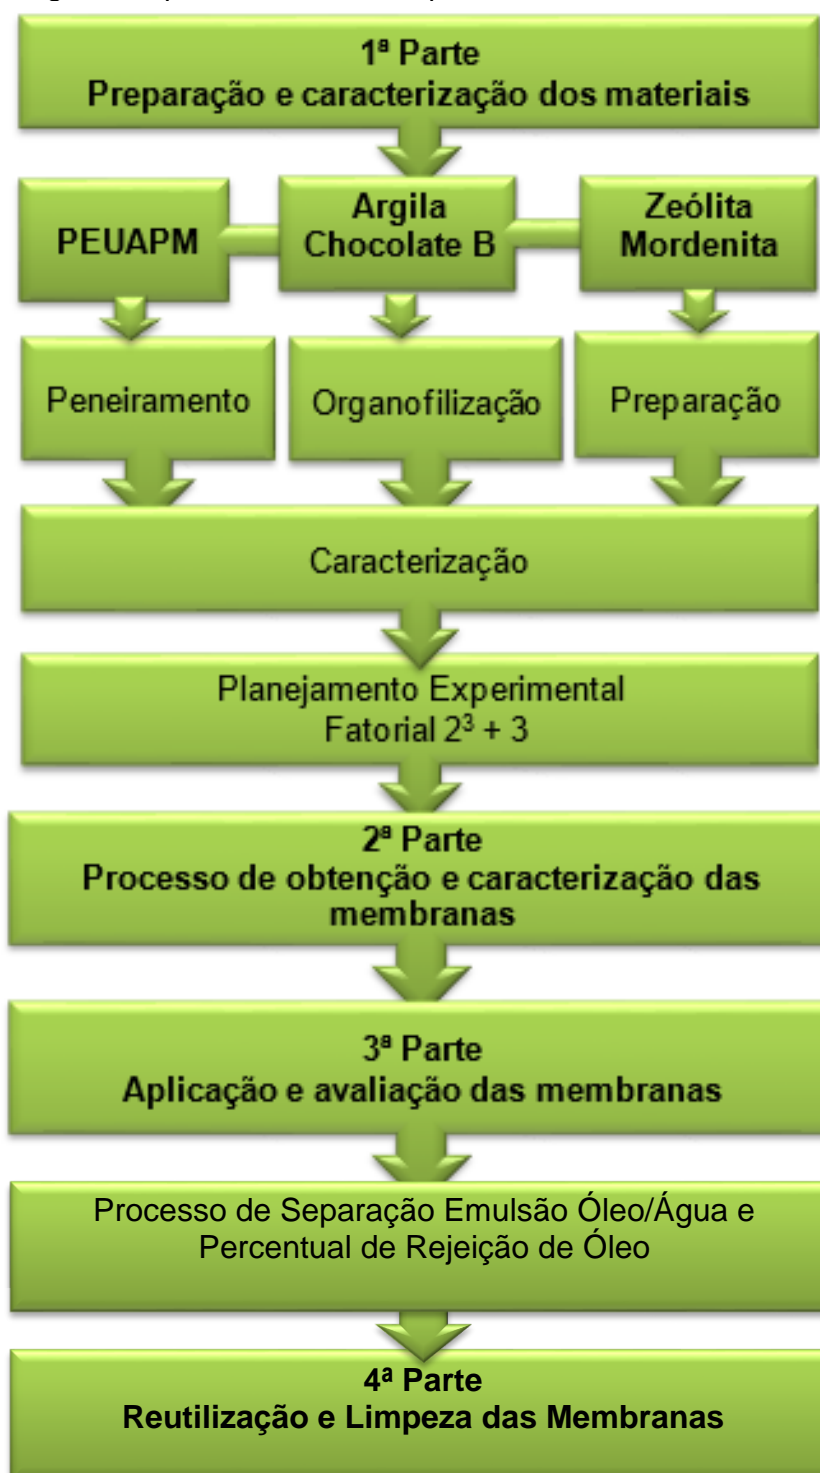 1ª Parte
Preparação e caracterização dos materiais
PEUAPM
Argila
Chocolate B
Zeólita
Mordenita
Peneiramento
Organofilização
Preparação
Caracterização
Planejamento Experimental
Fatorial 2³ + 3
2ª Parte
Processo de obtenção e caracterização das
membranas
3ª Parte
Aplicação e avaliação das membranas
Processo de Separação Emulsão Óleo/Água e
Percentual de Rejeição de Óleo
4ª Parte
Reutilização e Limpeza das Membranas